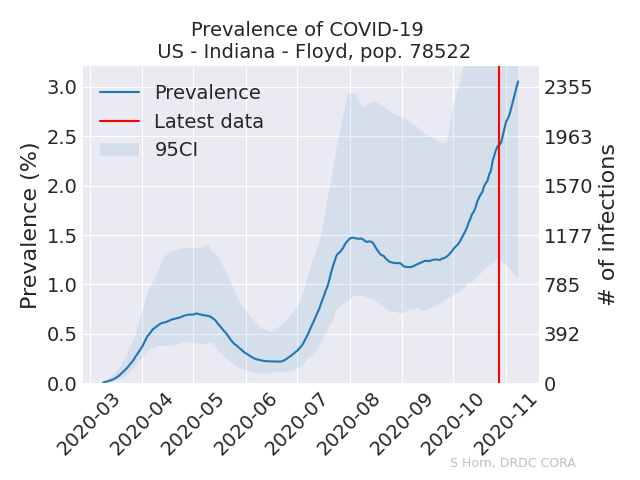 Prevalence of COVID-19
US - Indiana - Floyd, pop. 78522
Prevalence
Latest data
95CI
Prevalence (%)
3.0
2.5
2.0
1.5
1.0
0.5
0.0
2355
1963
1570
1177
785
392
0
# of infections
2020-03
2020-04
2020-05
2020-06
2020-07
2020-08
2020-09
2020-10
2020-11
S Horn, DRDC CORA